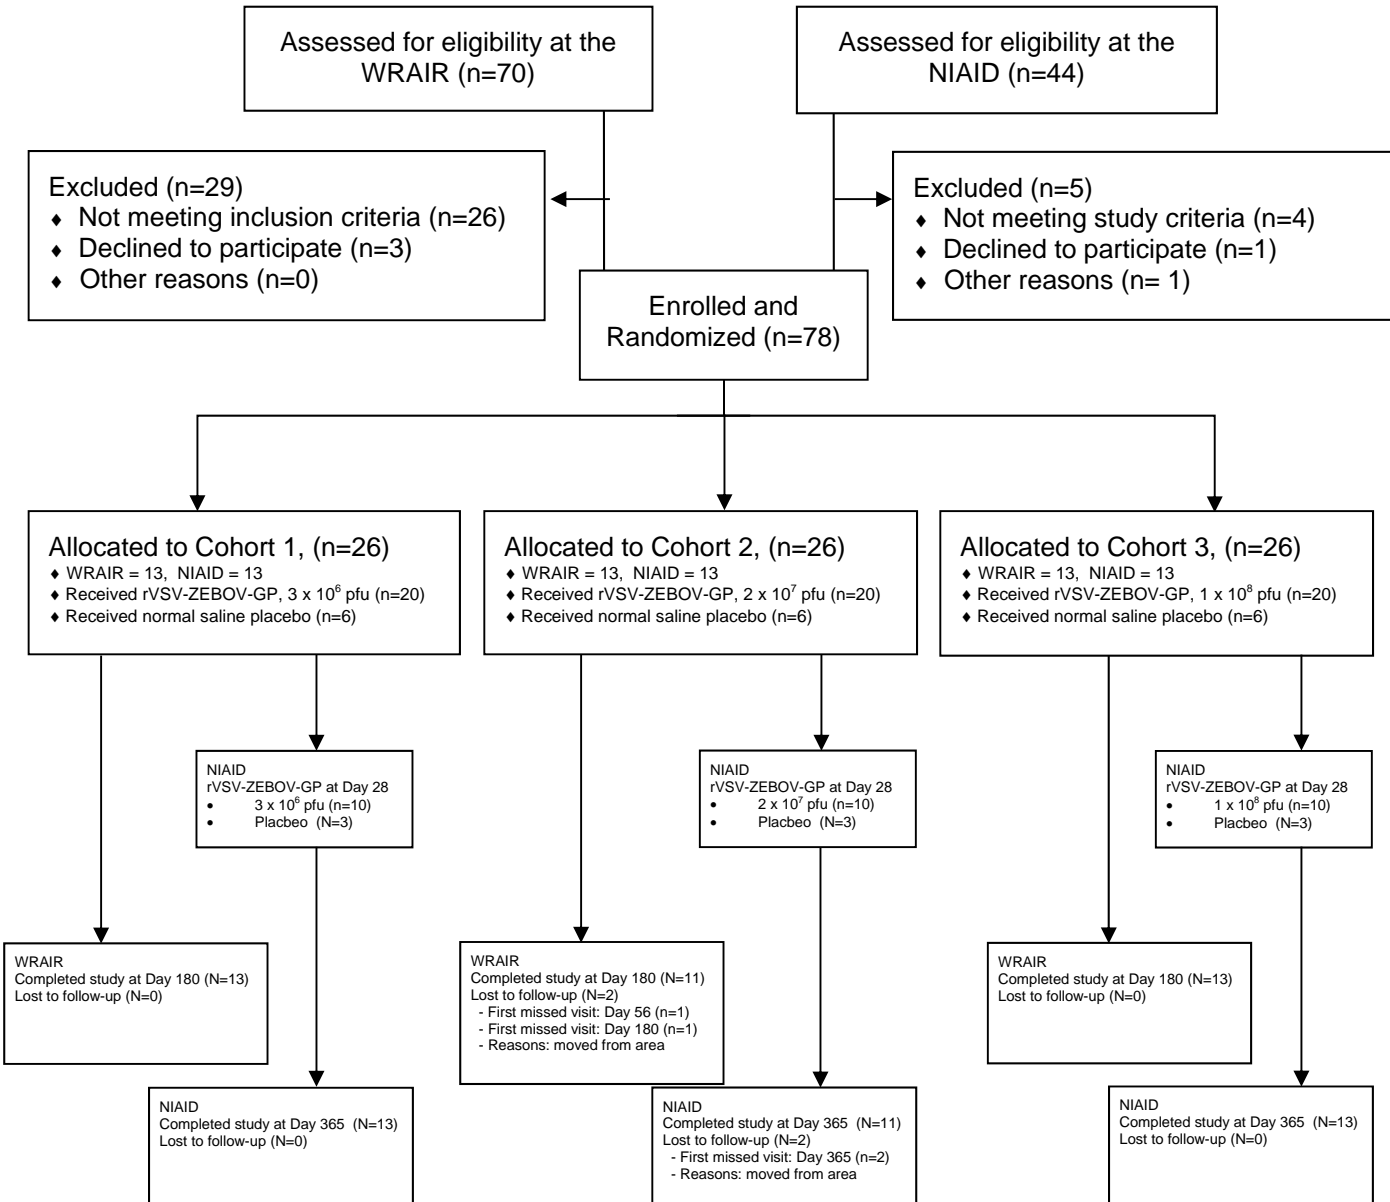 Assessed for eligibility at the
WRAIR (n=70)
Assessed for eligibility at the
NIAID (n=44)
Excluded (n=29)
♦ Not meeting inclusion criteria (n=26)
♦ Declined to participate (n=3)
♦ Other reasons (n=0)
Excluded (n=5)
♦ Not meeting study criteria (n=4)
♦ Declined to participate (n=1)
♦ Other reasons (n= 1)
Enrolled and
Randomized (n=78)
Allocated to Cohort 1, (n=26)
♦ WRAIR = 13, NIAID = 13
♦ Received rVSV-ZEBOV-GP, 3 x 10⁶ pfu (n=20)
♦ Received normal saline placebo (n=6)
Allocated to Cohort 2, (n=26)
♦ WRAIR = 13, NIAID = 13
♦ Received rVSV-ZEBOV-GP, 2 x 10⁷ pfu (n=20)
♦ Received normal saline placebo (n=6)
Allocated to Cohort 3, (n=26)
♦ WRAIR = 13, NIAID = 13
♦ Received rVSV-ZEBOV-GP, 1 x 10⁸ pfu (n=20)
♦ Received normal saline placebo (n=6)
NIAID
rVSV-ZEBOV-GP at Day 28
• 3 x 10⁶ pfu (n=10)
• Placbeo (N=3)
NIAID
rVSV-ZEBOV-GP at Day 28
• 2 x 10⁷ pfu (n=10)
• Placbeo (N=3)
NIAID
rVSV-ZEBOV-GP at Day 28
• 1 x 10⁸ pfu (n=10)
• Placbeo (N=3)
WRAIR
Completed study at Day 180 (N=13)
Lost to follow-up (N=0)
WRAIR
Completed study at Day 180 (N=11)
Lost to follow-up (N=2)
- First missed visit: Day 56 (n=1)
- First missed visit: Day 180 (n=1)
- Reasons: moved from area
WRAIR
Completed study at Day 180 (N=13)
Lost to follow-up (N=0)
NIAID
Completed study at Day 365 (N=13)
Lost to follow-up (N=0)
NIAID
Completed study at Day 365 (N=11)
Lost to follow-up (N=2)
- First missed visit: Day 365 (n=2)
- Reasons: moved from area
NIAID
Completed study at Day 365 (N=13)
Lost to follow-up (N=0)